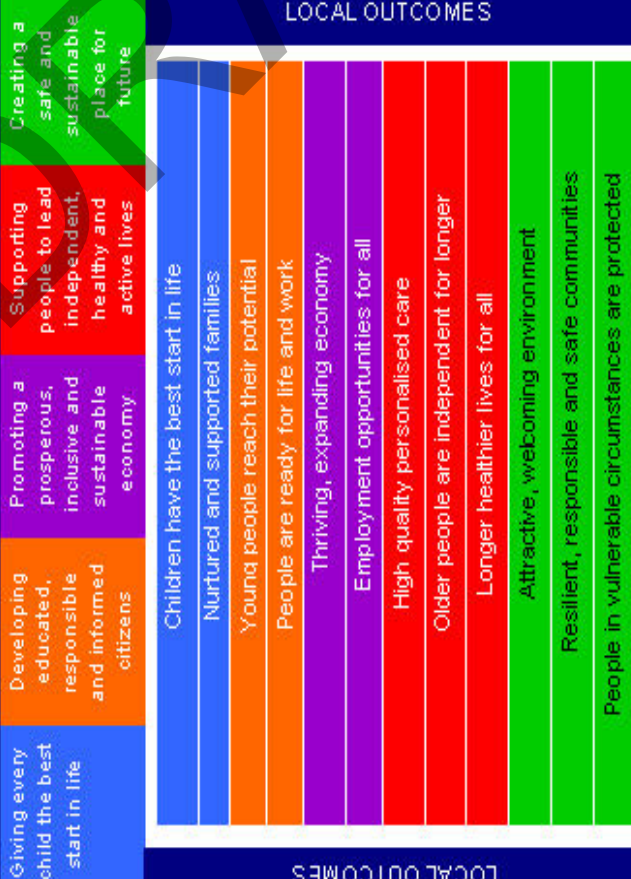 Giving every
child the best
start in life
Developing
educated,
responsible
and informed
citizens
Promoting a
prosperous,
inclusive and
sustainable
economy
Supporting
people to lead
independent,
healthy and
active lives
Creating a
safe and
sustainable
place for
future
LOCAL OUTCOMES
Children have the best start in life
Nurtured and supported families
Young people reach their potential
People are ready for life and work
Thriving, expanding economy
Employment opportunities for all
High quality personalised care
Older people are independent for longer
Longer healthier lives for all
Attractive, welcoming environment
Resilient, responsible and safe communities
People in vulnerable circumstances are protected
LOCAL OUTCOMES